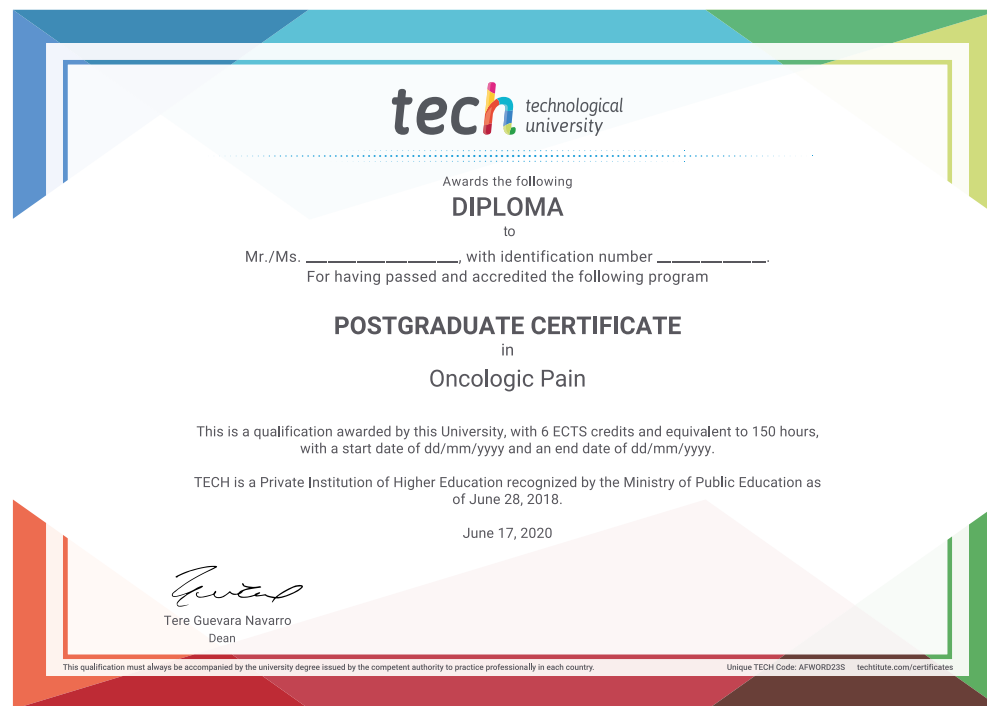 tech technological
university
Awards the following
DIPLOMA
to
Mr./Ms. __________________, with identification number _____________.
For having passed and accredited the following program
POSTGRADUATE CERTIFICATE
in
Oncologic Pain
This is a qualification awarded by this University, with 6 ECTS credits and equivalent to 150 hours,
with a start date of dd/mm/yyyy and an end date of dd/mm/yyyy.
TECH is a Private Institution of Higher Education recognized by the Ministry of Public Education as
of June 28, 2018.
June 17, 2020
Tere Guevara Navarro
Dean
This qualification must always be accompanied by the university degree issued by the competent authority to practice professionally in each country.
Unique TECH Code: AFWORD23S techtitute.com/certificates